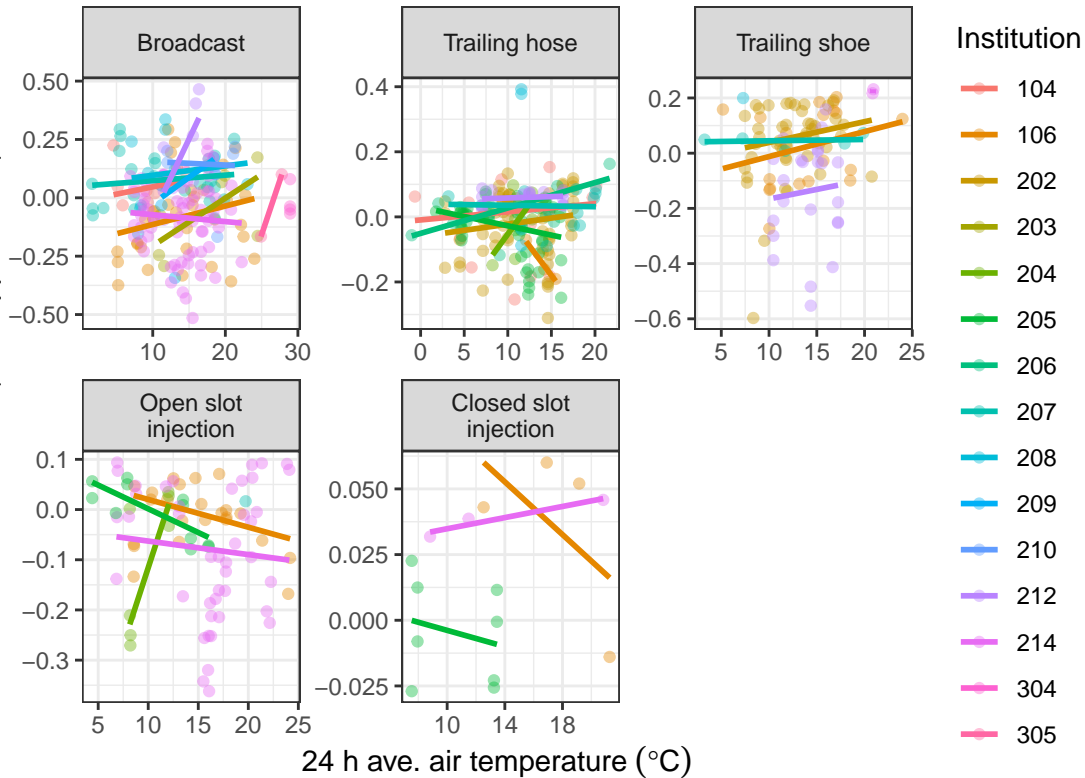 Broadcast
Trailing hose
Trailing shoe
0.50
0.25
0.00
−0.25
−0.50
10 20 30
0.4
0.2
0.0
−0.2
0 5 10 15 20
0.2
0.0
−0.2
−0.4
−0.6
5 10 15 20 25
Open slot
injection
Closed slot
injection
0.1
0.0
−0.1
−0.2
−0.3
5 10 15 20 25
0.050
0.025
0.000
−0.025
10 14 18
24 h ave. air temperature (°C)
Institution
104
106
202
203
204
205
206
207
208
209
210
212
214
304
305